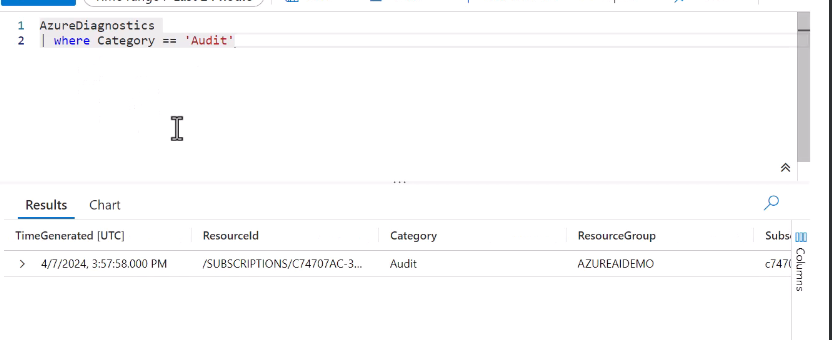 1 AzureDiagnostics
2 | where Category == 'Audit'
...
Results Chart
TimeGenerated [UTC] ResourceId Category ResourceGroup Subs
4/7/2024, 3:57:58.000 PM /SUBSCRIPTIONS/C74707AC-3... Audit AZUREAIDEMO c747
Columns